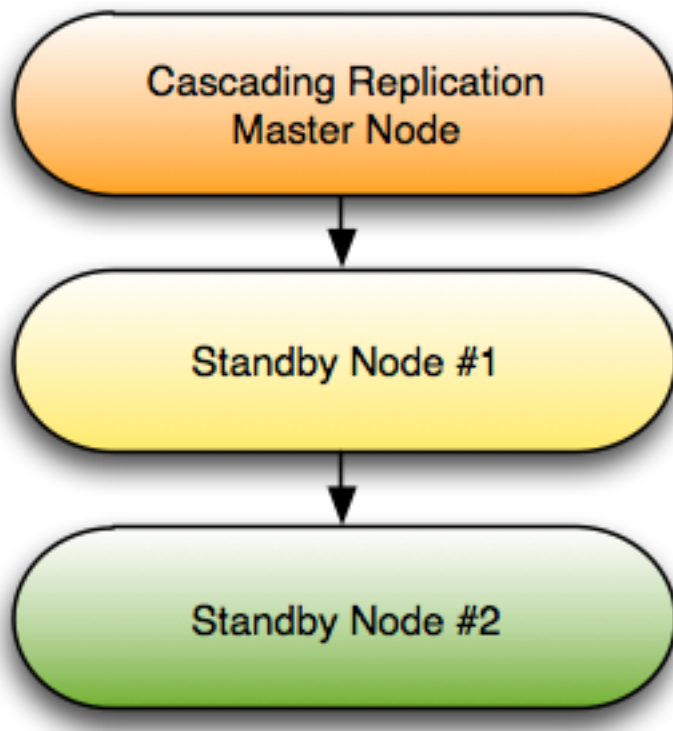 Cascading Replication
Master Node
Standby Node #1
Standby Node #2